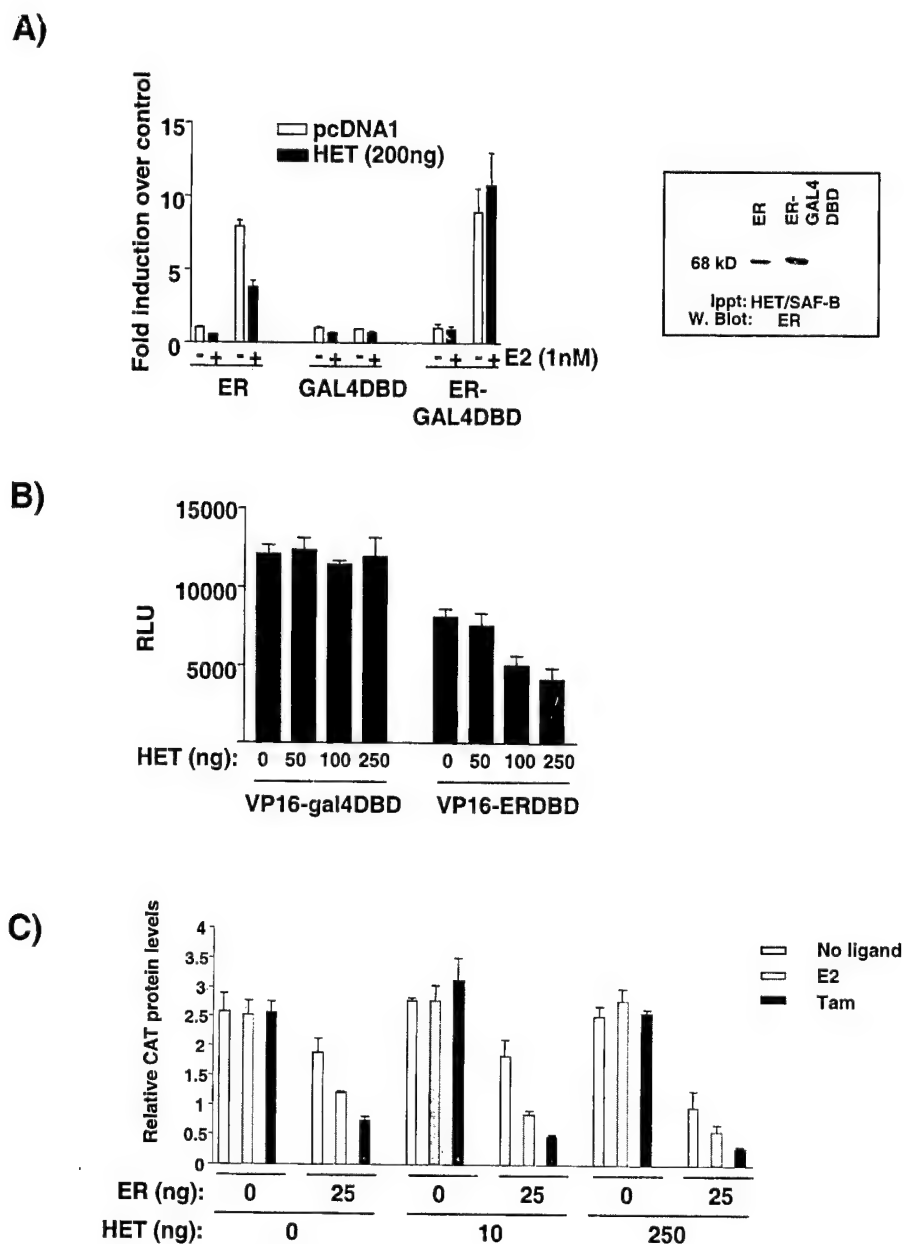 A)
Fold induction over control
15
10
5
0
pcDNA1
HET (200ng)
- + - + - + - + - + - + E2 (1nM)
ER GAL4DBD ER-
GAL4DBD
ER ER-
GAL4
DBD
68 kD
Ippt: HET/SAF-B
W. Blot: ER
B)
RLU
15000
10000
5000
HET (ng): 0 50 100 250 0 50 100 250
VP16-gal4DBD VP16-ERDBD
C)
Relative CAT protein levels
4
3.5
3
2.5
2
1.5
1
0.5
0
No ligand
E2
Tam
ER (ng): 0 25 0 25 0 25
HET (ng): 0 10 250